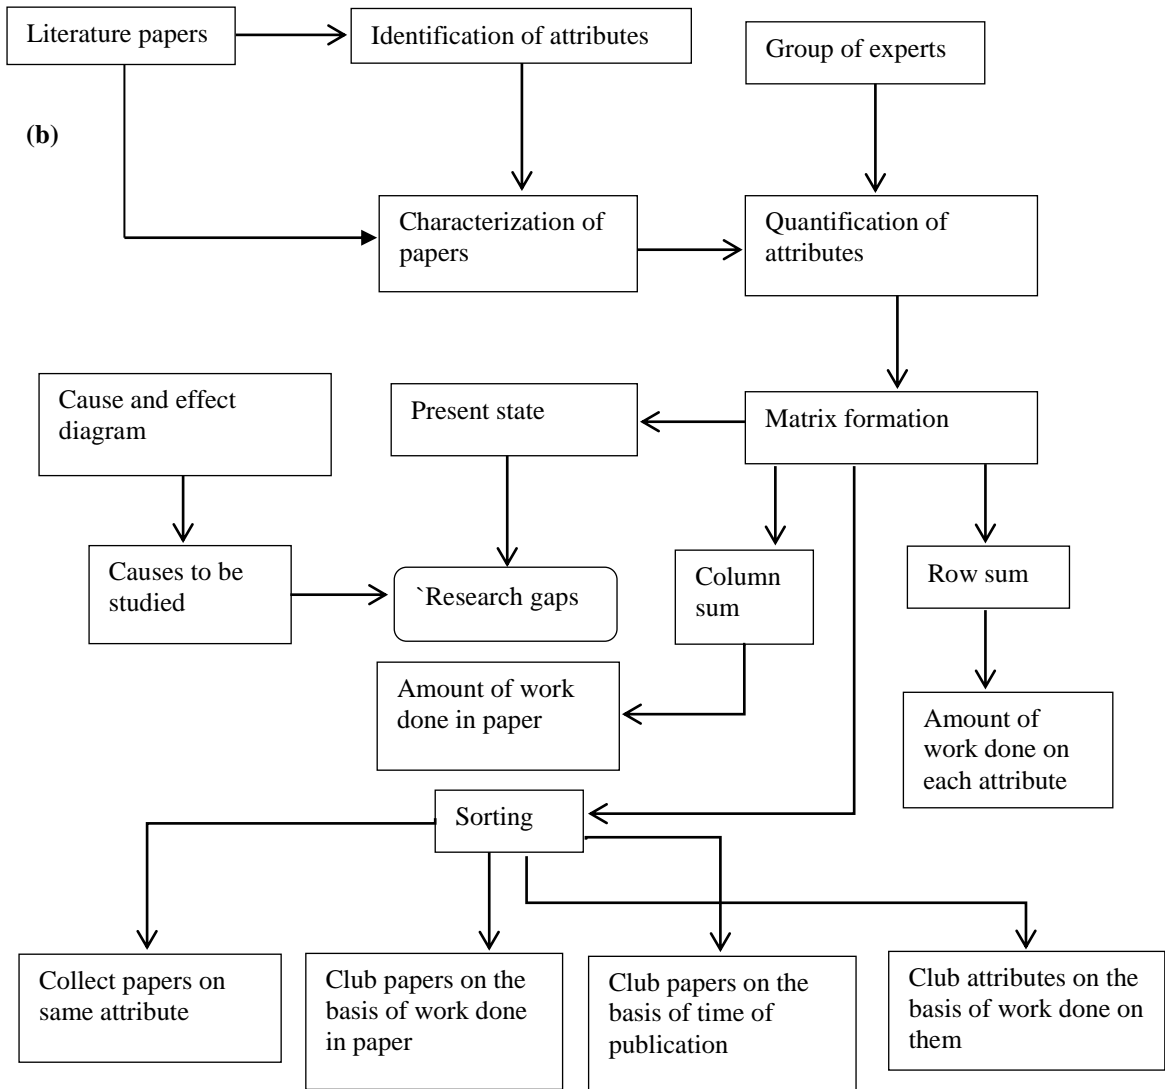 Literature papers
Identification of attributes
Group of experts
(b)
Characterization of
papers
Quantification of
attributes
Cause and effect
diagram
Present state
Matrix formation
Causes to be
studied
`Research gaps
Column
sum
Row sum
Amount of work
done in paper
Amount of
work done on
each attribute
Sorting
Collect papers on
same attribute
Club papers on the
basis of work done
in paper
Club papers on the
basis of time of
publication
Club attributes on the
basis of work done on
them